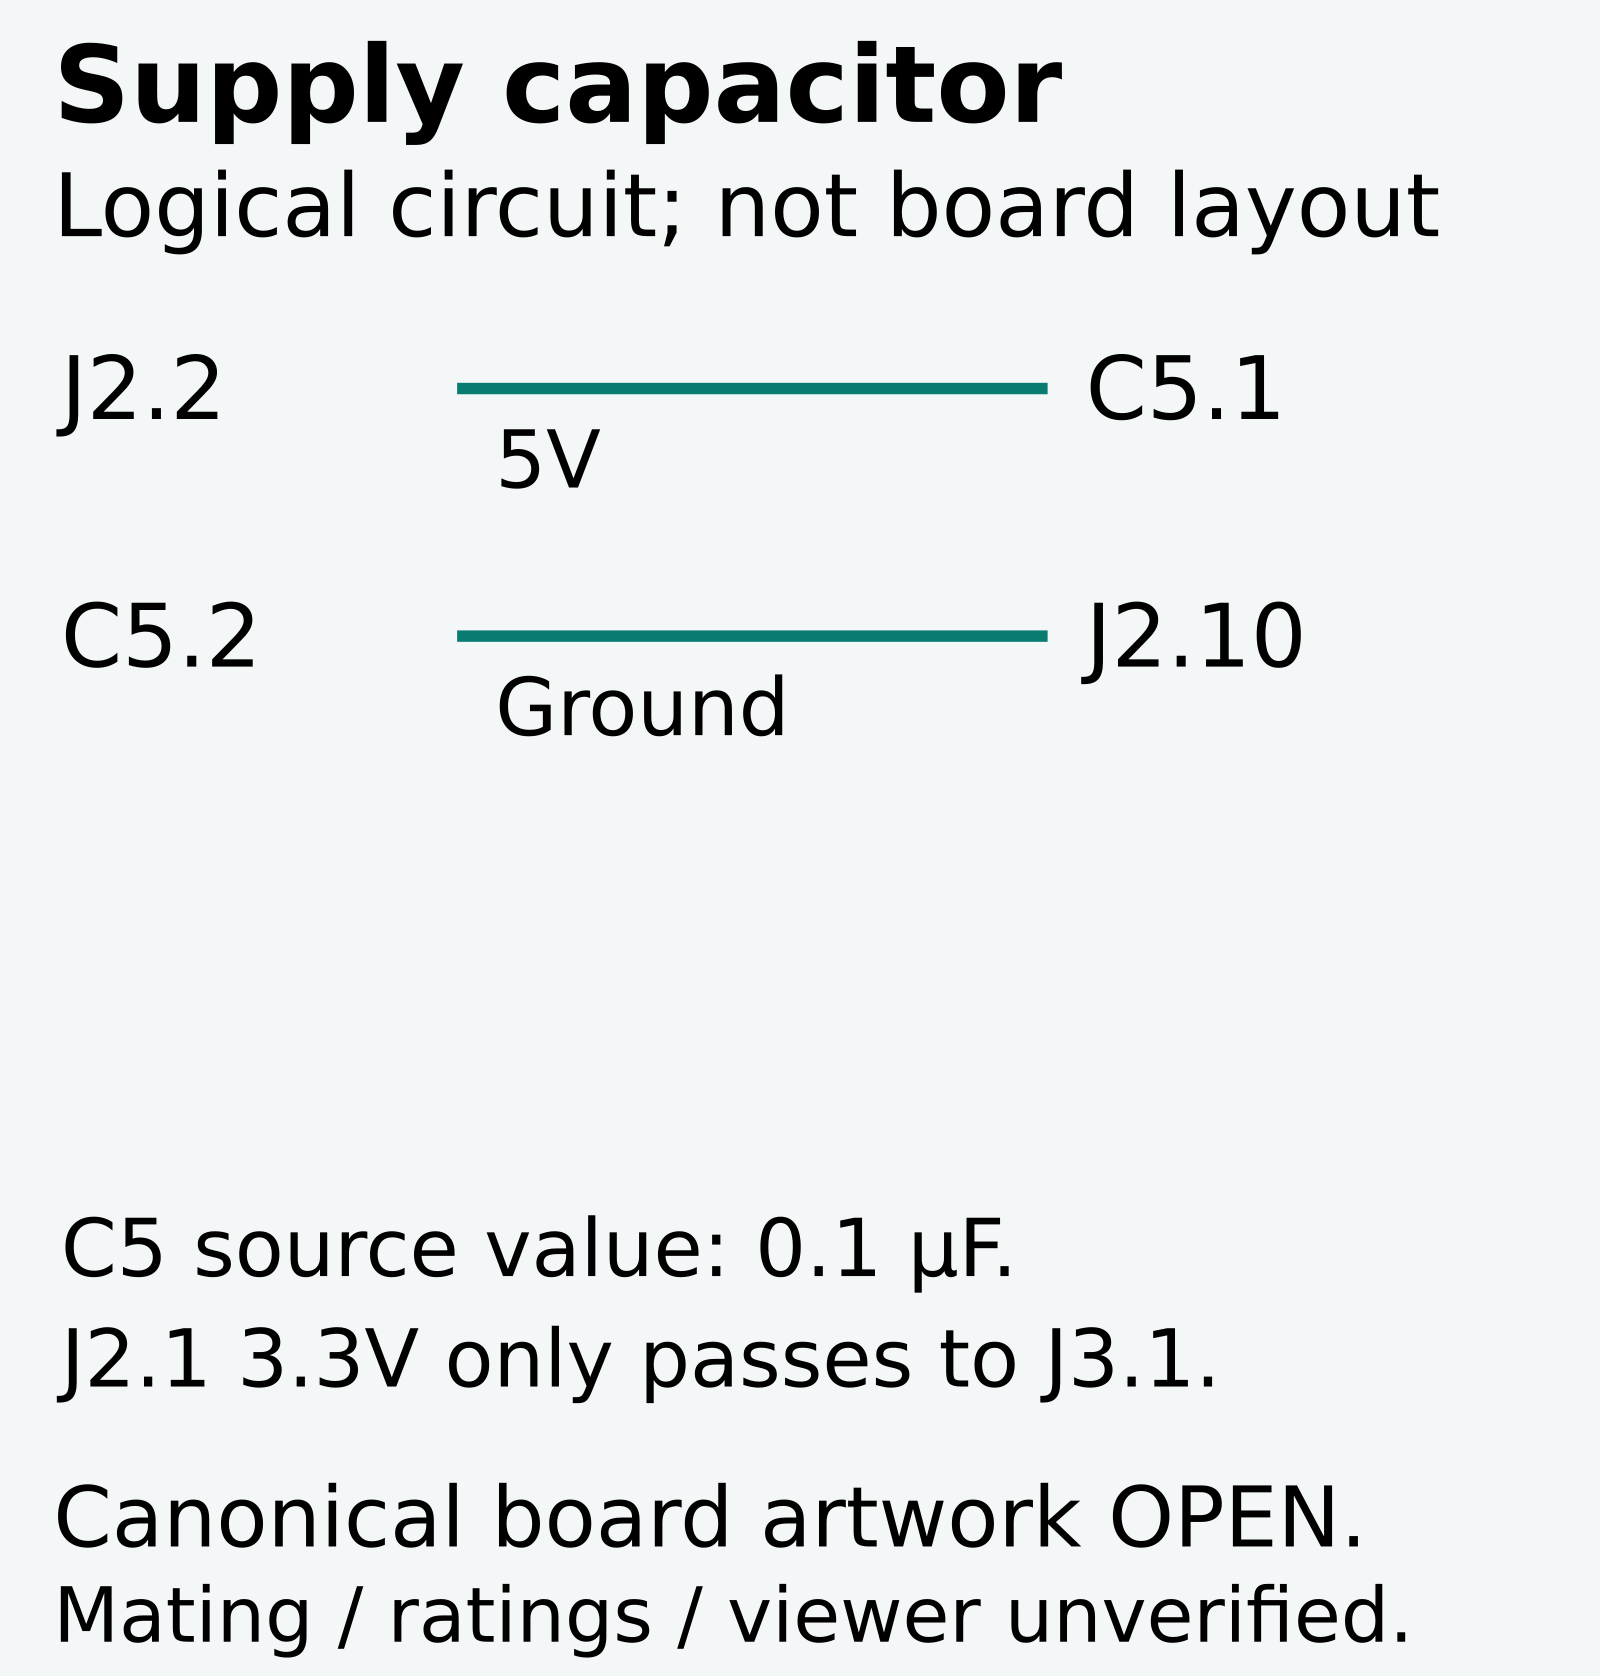 Supply capacitor
Logical circuit; not board layout
J2.2 C5.1
5V
C5.2 J2.10
Ground
C5 source value: 0.1 µF.
J2.1 3.3V only passes to J3.1.
Canonical board artwork OPEN.
Mating / ratings / viewer unverified.